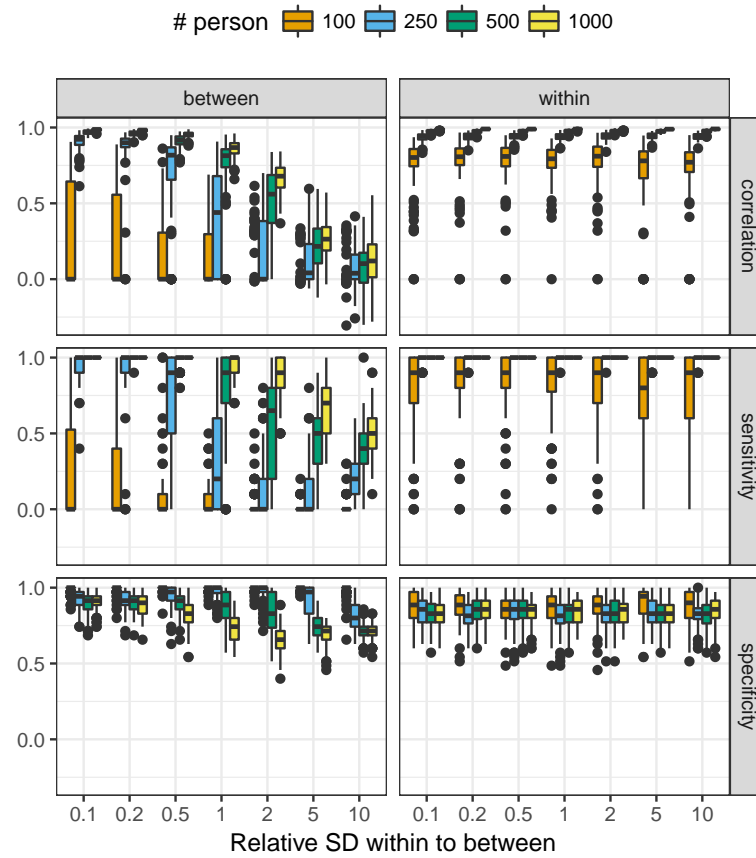 # person 100 250 500 1000
between within
1.0
0.5
0.0
correlation
1.0
0.5
0.0
sensitivity
1.0
0.5
0.0
specificity
0.1 0.2 0.5 1 2 5 10 0.1 0.2 0.5 1 2 5 10
Relative SD within to between